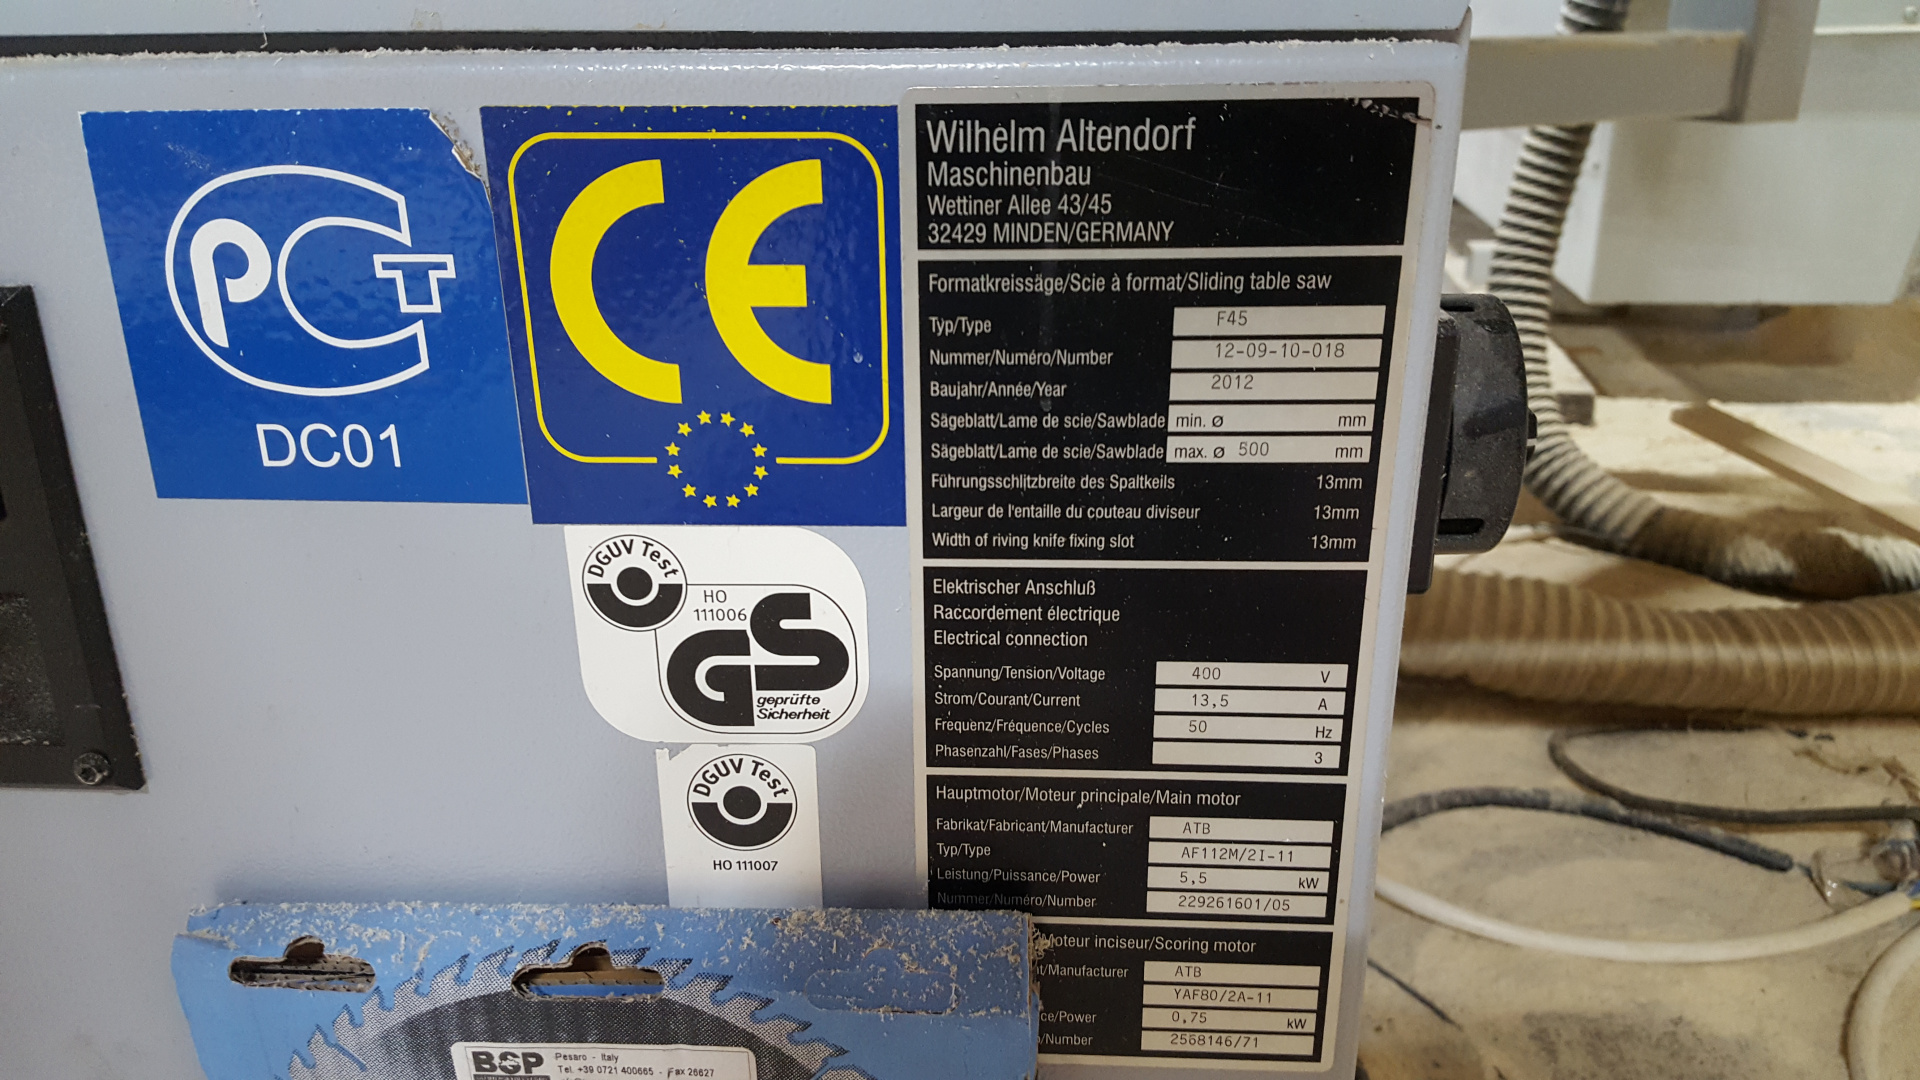 PCT
DC01
CE
Wilhelm Altendorf
Maschinenbau
Wettiner Allee 43/45
32429 MINDEN/GERMANY
Formatkreissäge/Scie à format/Sliding table saw
Typ/Type F45
Nummer/Numéro/Number 12-09-10-018
Baujahr/Année/Year 2012
Sägeblatt/Lame de scie/Sawblade min. ø mm
Sägeblatt/Lame de scie/Sawblade max. ø 500 mm
Führungsschlitzbreite des Spaltkeils 13mm
Largeur de l'entaille du couteau diviseur 13mm
Width of riving knife fixing slot 13mm
Elektrischer Anschluß
Raccordement électrique
Electrical connection
Spannung/Tension/Voltage 400 V
Strom/Courant/Current 13,5 A
Frequenz/Fréquence/Cycles 50 Hz
Phasenzahl/Fases/Phases 3
Hauptmotor/Moteur principale/Main motor
Fabrikat/Fabricant/Manufacturer ATB
Typ/Type AF112M/2I-11
Leistung/Puissance/Power 5,5 kW
Nummer/Numéro/Number 229261601/05
Moteur inciseur/Scoring motor
/Manufacturer ATB
YAF80/2A-11
ce/Power 0,75 kW
/Number 2568146/71
DGUV Test
HO
111006
GS
geprüfte
Sicherheit
DGUV Test
HO 111007
BGP
Pesaro - Italy
Tel. +39 0721 400665 - Fax 26627